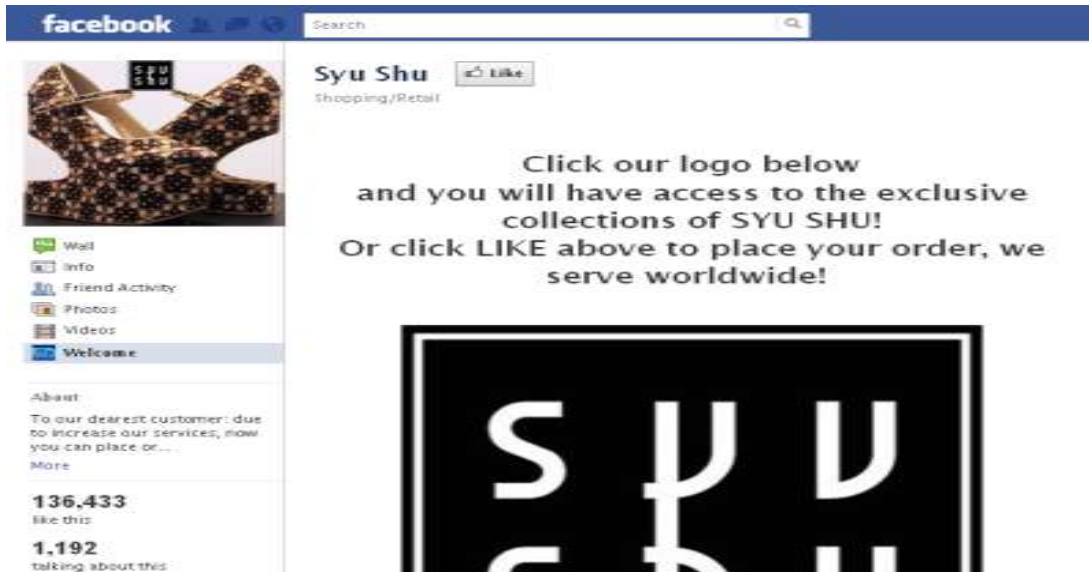 facebook
Search
SYU
SHU
Syu Shu
Like
Shopping/Retail
Click our logo below
and you will have access to the exclusive
collections of SYU SHU!
Or click LIKE above to place your order, we
serve worldwide!
Wall
Info
Friend Activity
Photos
Videos
Welcome
About
To our dearest customer: due
to increase our services, now
you can place or...
More
136,433
like this
1,192
talking about this
SYU